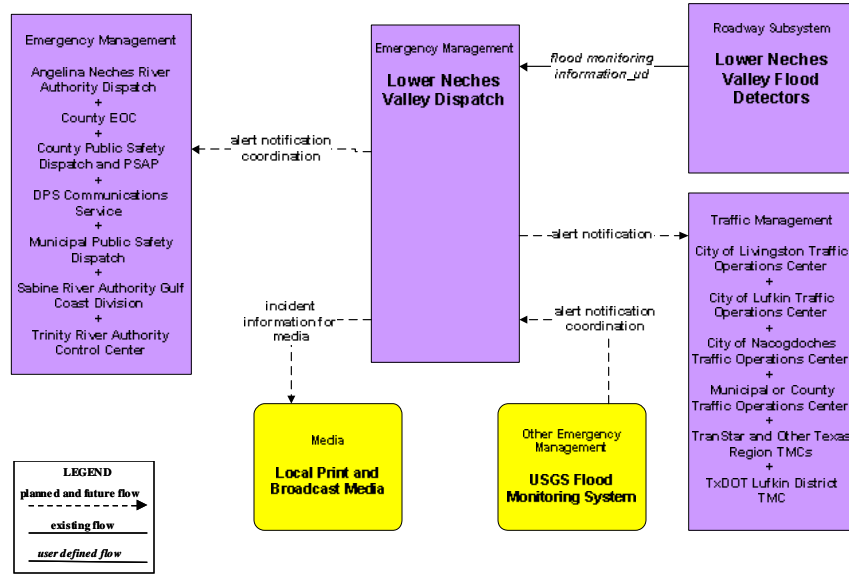 Emergency Management
Angelina Neches River
Authority Dispatch
+
County EOC
+
County Public Safety
Dispatch and PSAP
+
DPS Communications
Service
+
Municipal Public Safety
Dispatch
+
Sabine River Authority Gulf
Coast Division
+
Trinity River Authority
Control Center
alert notification
coordination
Emergency Management
Lower Neches
Valley Dispatch
flood monitoring
information_ud
Roadway Subsystem
Lower Neches
Valley Flood
Detectors
alert notification
Traffic Management
City of Livingston Traffic
Operations Center
+
City of Lufkin Traffic
Operations Center
+
City of Nacogdoches
Traffic Operations Center
+
Municipal or County
Traffic Operations Center
+
TranStar and Other Texas
Region TMCs
+
TxDOT Lufkin District
TMC
incident
information for
media
alert notification
coordination
Media
Local Print and
Broadcast Media
Other Emergency
Management
USGS Flood
Monitoring System
LEGEND
planned and future flow
existing flow
user defined flow